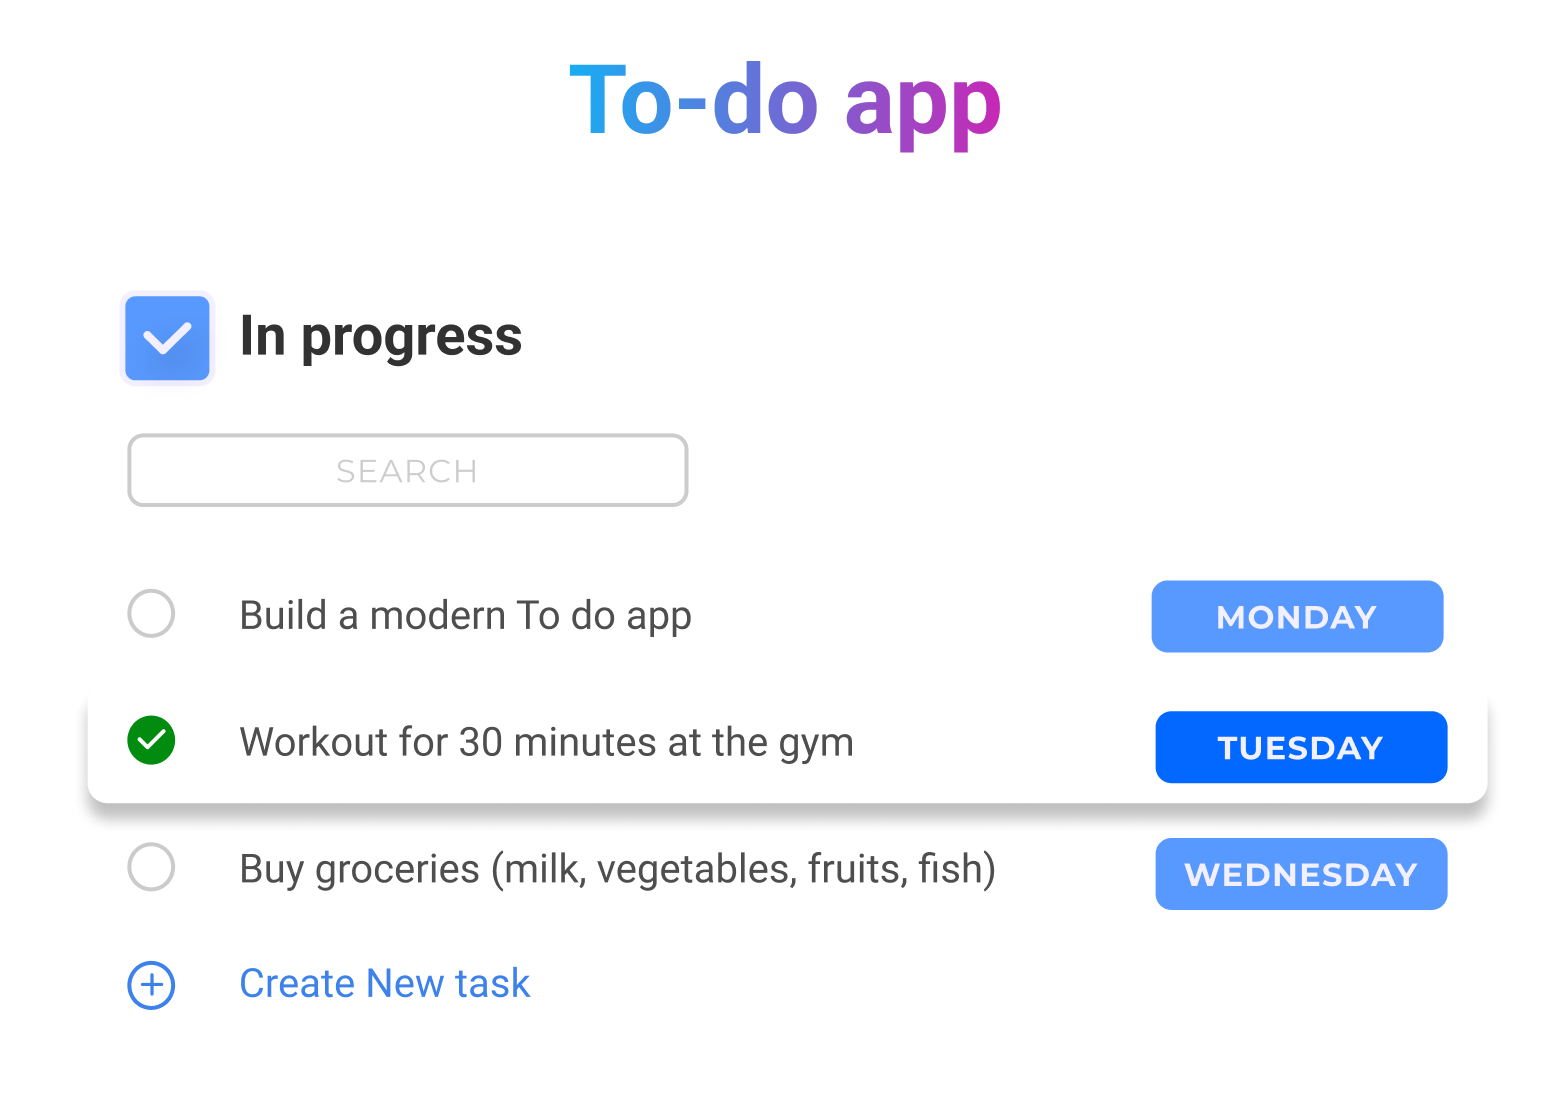 To-do app
In progress
SEARCH
Build a modern To do app
MONDAY
Workout for 30 minutes at the gym
TUESDAY
Buy groceries (milk, vegetables, fruits, fish)
WEDNESDAY
Create New task